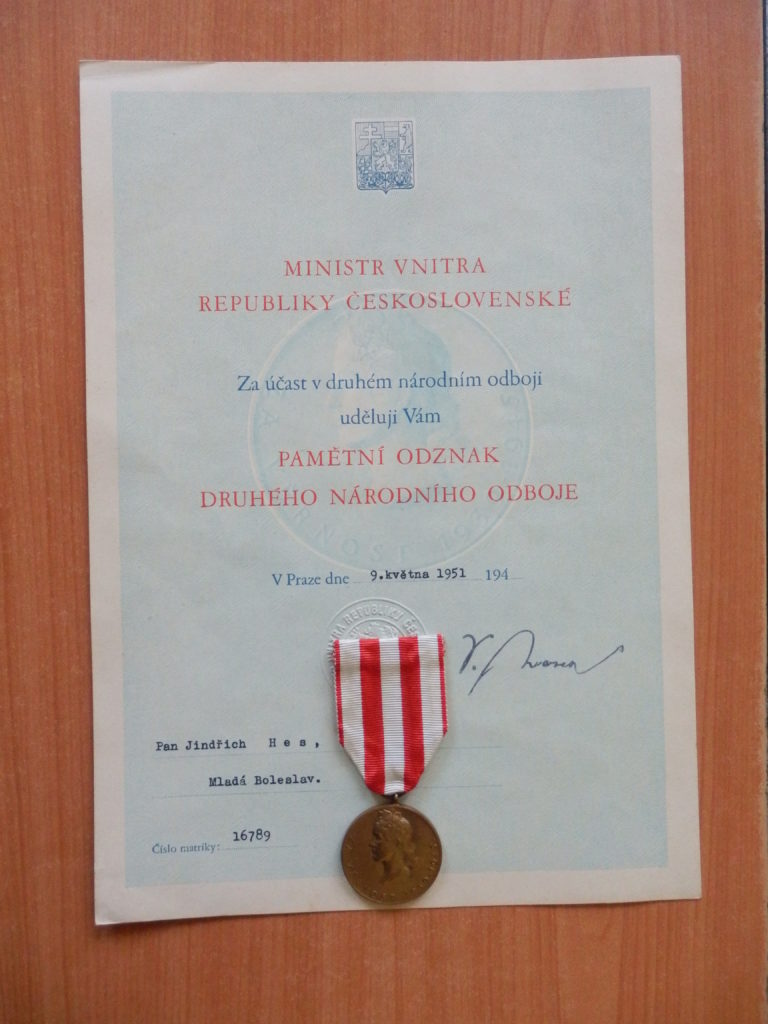 MINISTR VNITRA
REPUBLIKY ČESKOSLOVENSKÉ
Za účast v druhém národním odboji
uděluji Vám
PAMĚTNÍ ODZNAK
DRUHÉHO NÁRODNÍHO ODBOJE
V Praze dne 9.května 1951 194
Pan Jindřich H e s ,
Mladá Boleslav.
Číslo matriky: 16789